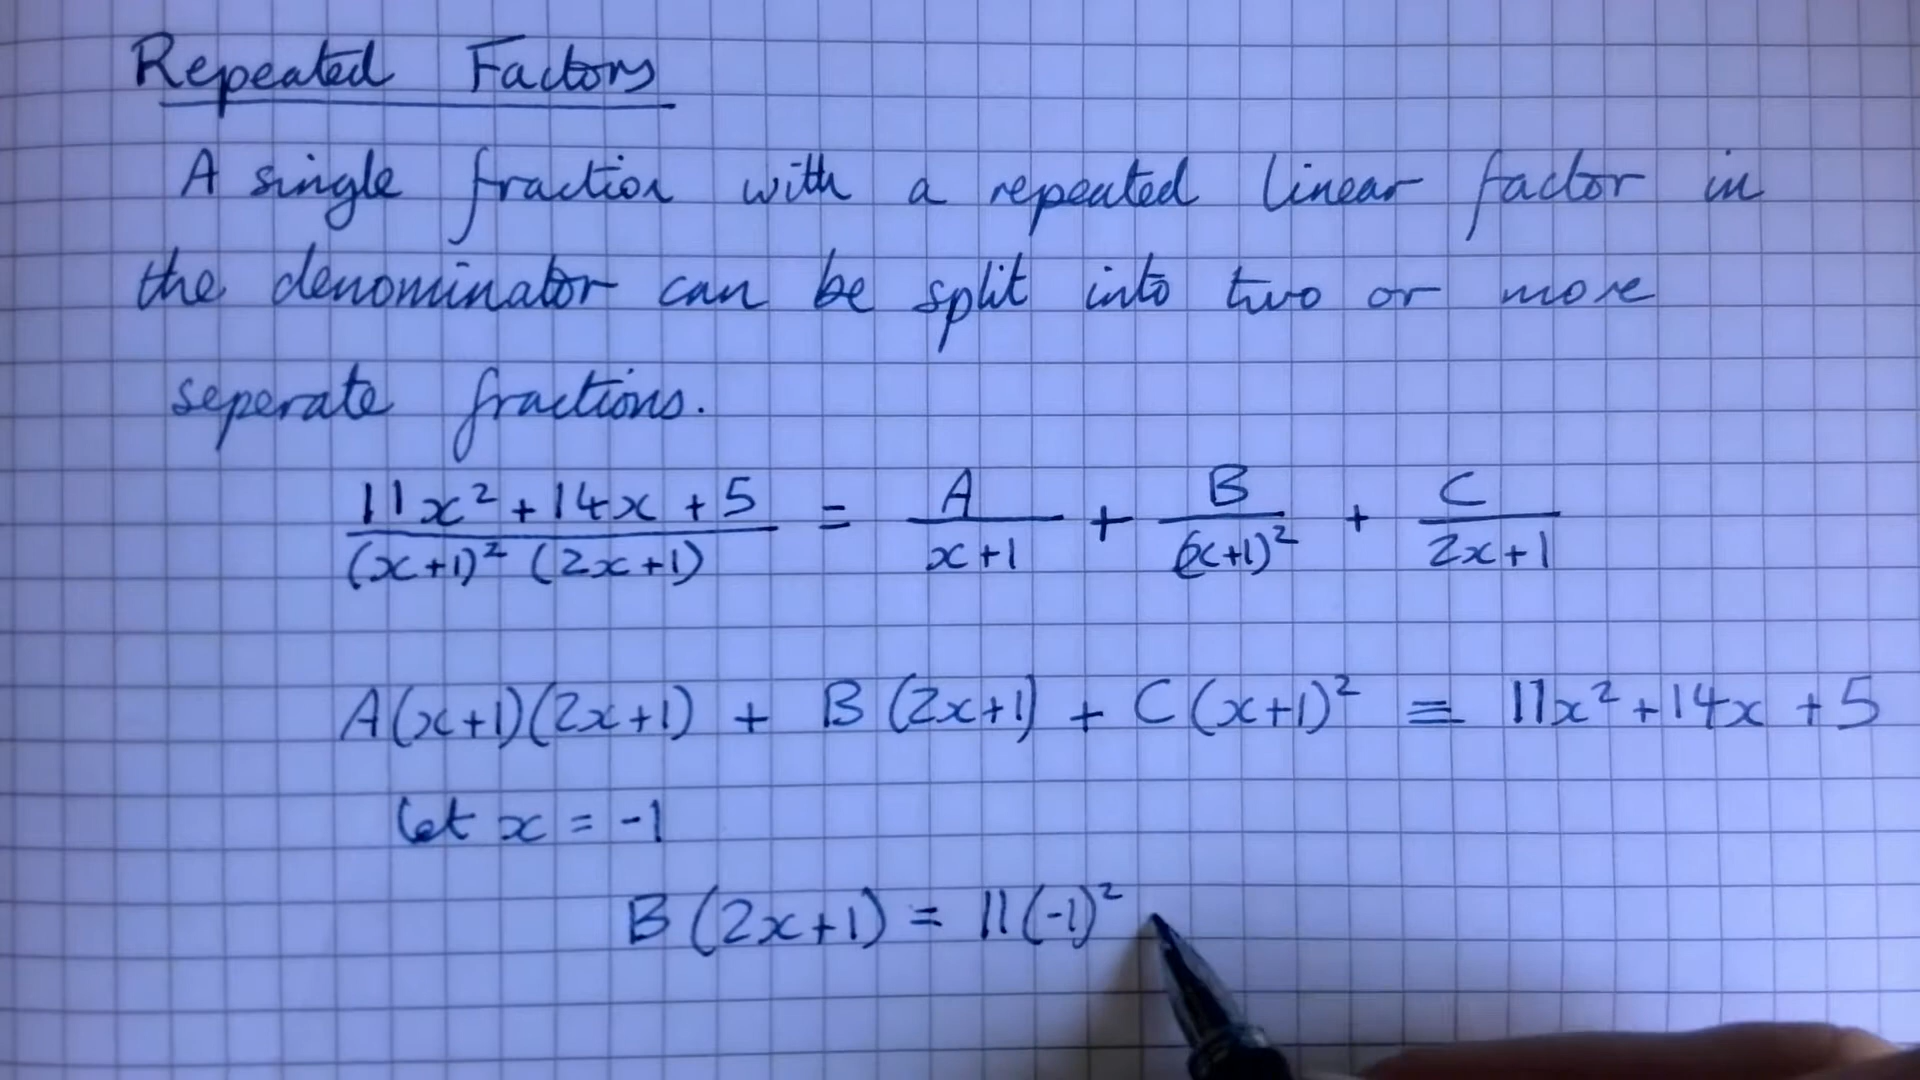 Repeated Factors
A single fraction with a repeated linear factor in
the denominator can be split into two or more
seperate fractions.
11x² + 14x + 5 / (x+1)² (2x+1) = A / x+1 + B / (x+1)² + C / 2x+1
A(x+1)(2x+1) + B(2x+1) + C(x+1)² ≡ 11x² + 14x + 5
let x = -1
B(2x+1) = 11(-1)²